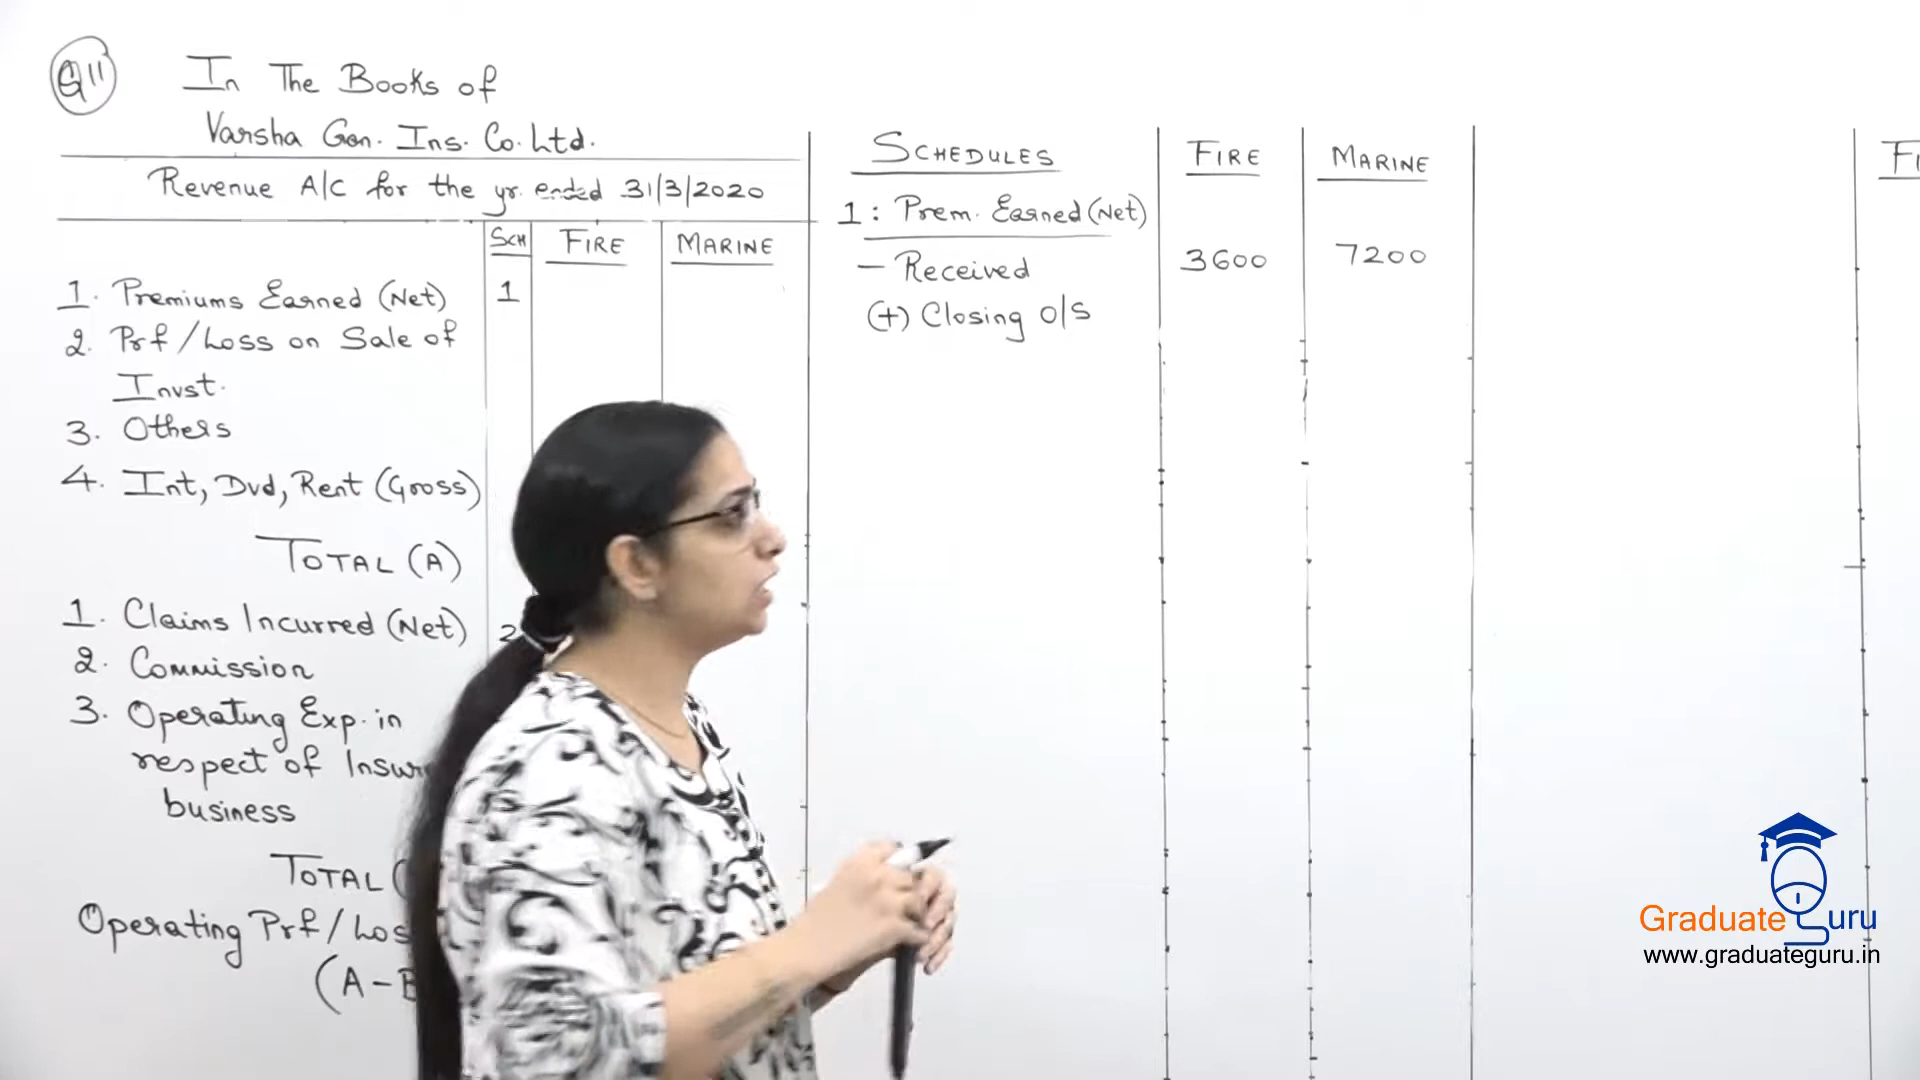 Q11
In The Books of
Varsha Gen. Ins. Co. Ltd.
Revenue A/C for the yr. ended 31/3/2020
SCH FIRE MARINE
1. Premiums Earned (Net) 1
2. Prf/Loss on Sale of
Invst.
3. Others
4. Int, Dvd, Rent (Gross)
TOTAL (A)
1. Claims Incurred (Net) 2
2. Commission
3. Operating Exp. in
respect of
business
TOTAL (
Operating Prf/
(A-B
SCHEDULES FIRE MARINE
1: Prem. Earned (Net)
- Received 3600 7200
(+) Closing O/S
Graduate Guru
www.graduateguru.in